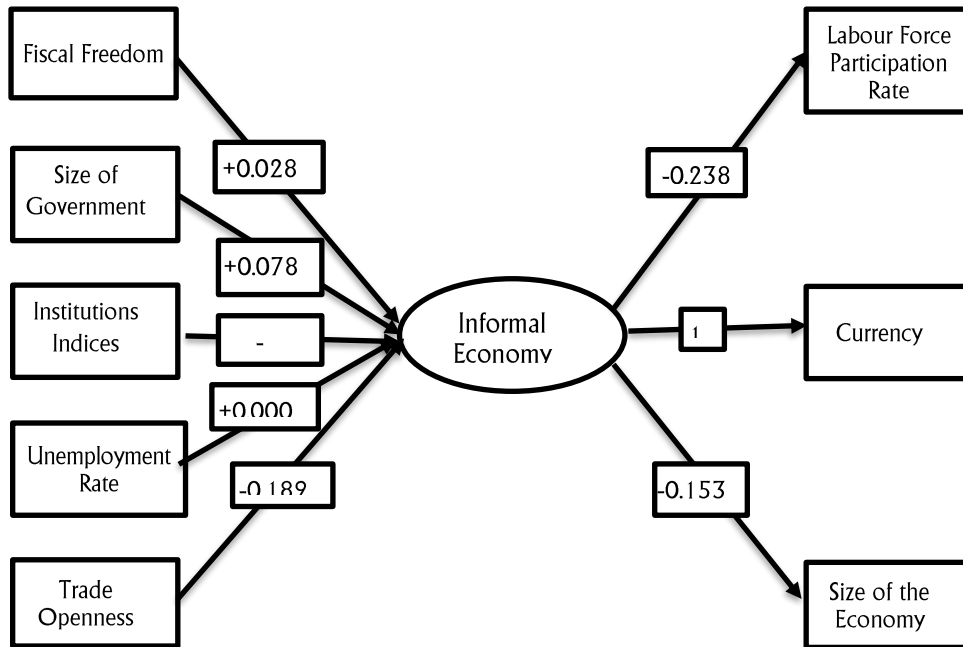 Fiscal Freedom
Size of
Government
Institutions
Indices
Unemployment
Rate
Trade
Openness
+0.028
+0.078
-
+0.000
-0.189
Informal
Economy
-0.238
1
-0.153
Labour Force
Participation
Rate
Currency
Size of the
Economy